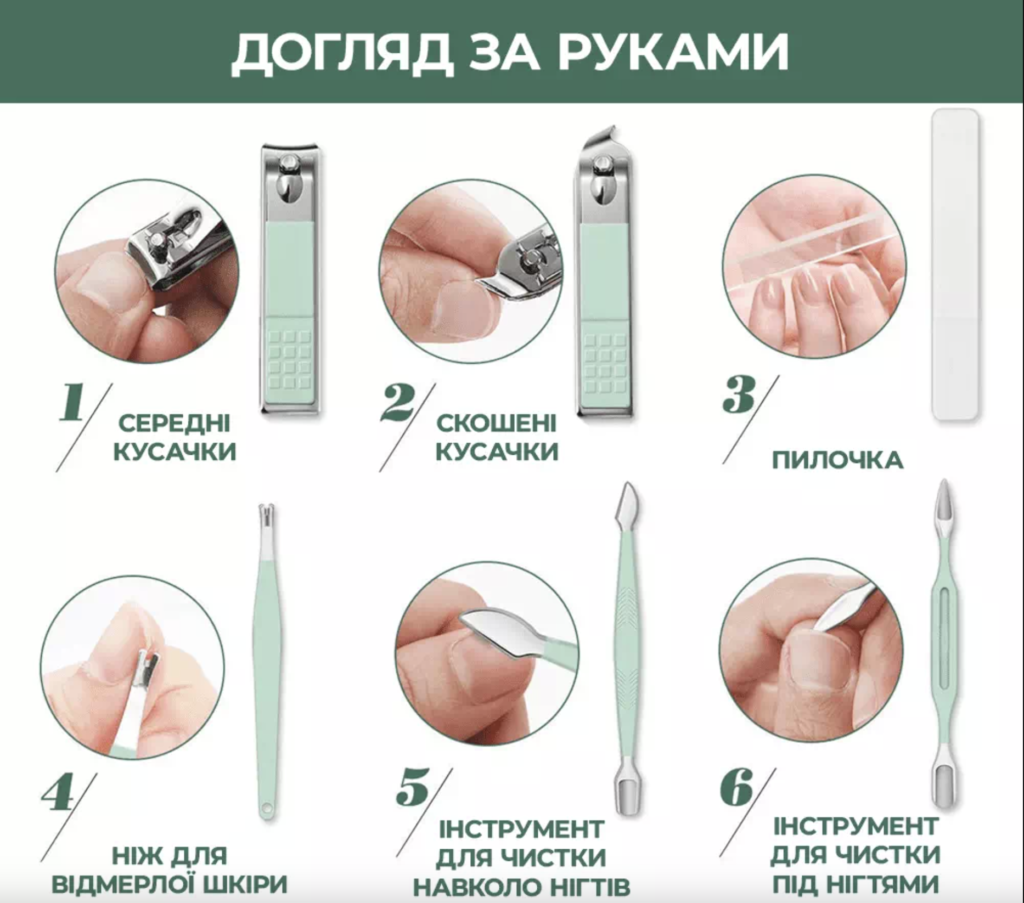 ДОГЛЯД ЗА РУКАМИ
1
СЕРЕДНІ
КУСАЧКИ
2
СКОШЕНІ
КУСАЧКИ
3
ПИЛОЧКА
4
НІЖ ДЛЯ
ВІДМЕРЛОЇ ШКІРИ
5
ІНСТРУМЕНТ
ДЛЯ ЧИСТКИ
НАВКОЛО НІГТІВ
6
ІНСТРУМЕНТ
ДЛЯ ЧИСТКИ
ПІД НІГТЯМИ